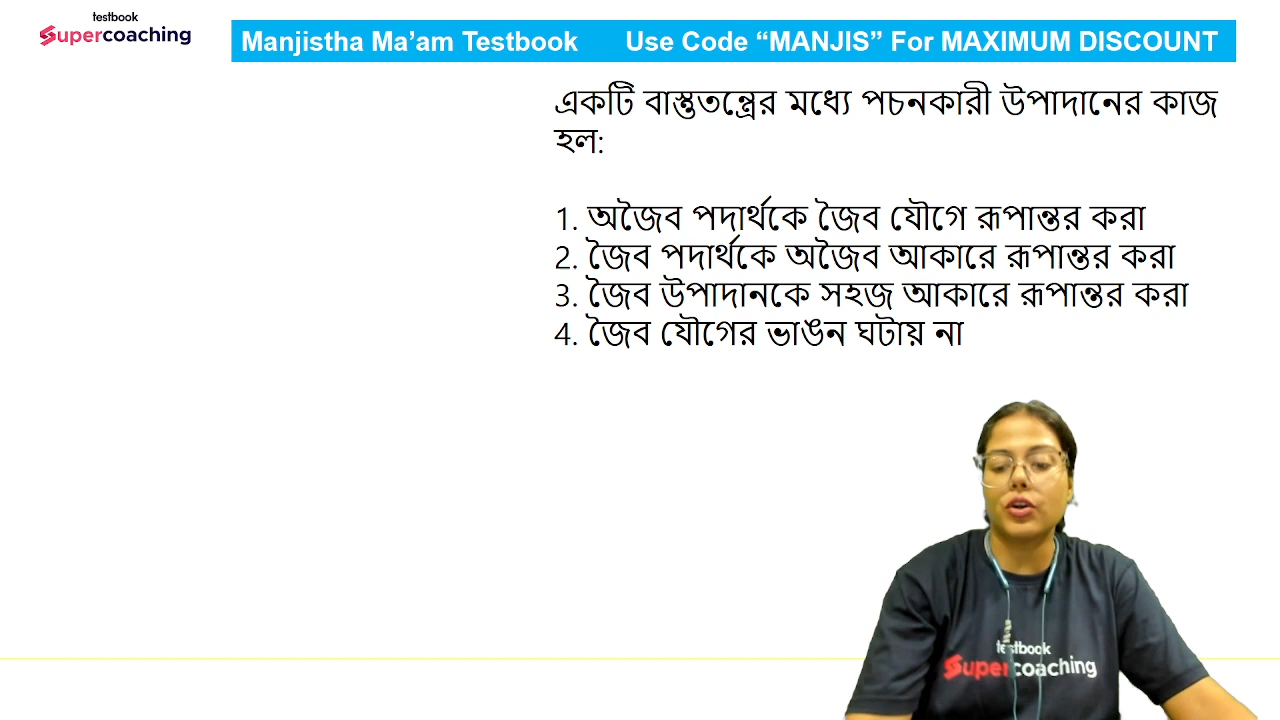 testbook
Supercoaching
Manjistha Ma’am Testbook Use Code “MANJIS” For MAXIMUM DISCOUNT
একটি বাস্তুতন্ত্রের মধ্যে পচনকারী উপাদানের কাজ
হল:
1. অজৈব পদার্থকে জৈব যৌগে রূপান্তর করা
2. জৈব পদার্থকে অজৈব আকারে রূপান্তর করা
3. জৈব উপাদানকে সহজ আকারে রূপান্তর করা
4. জৈব যৌগের ভাঙন ঘটায় না
testbook
Supercoaching